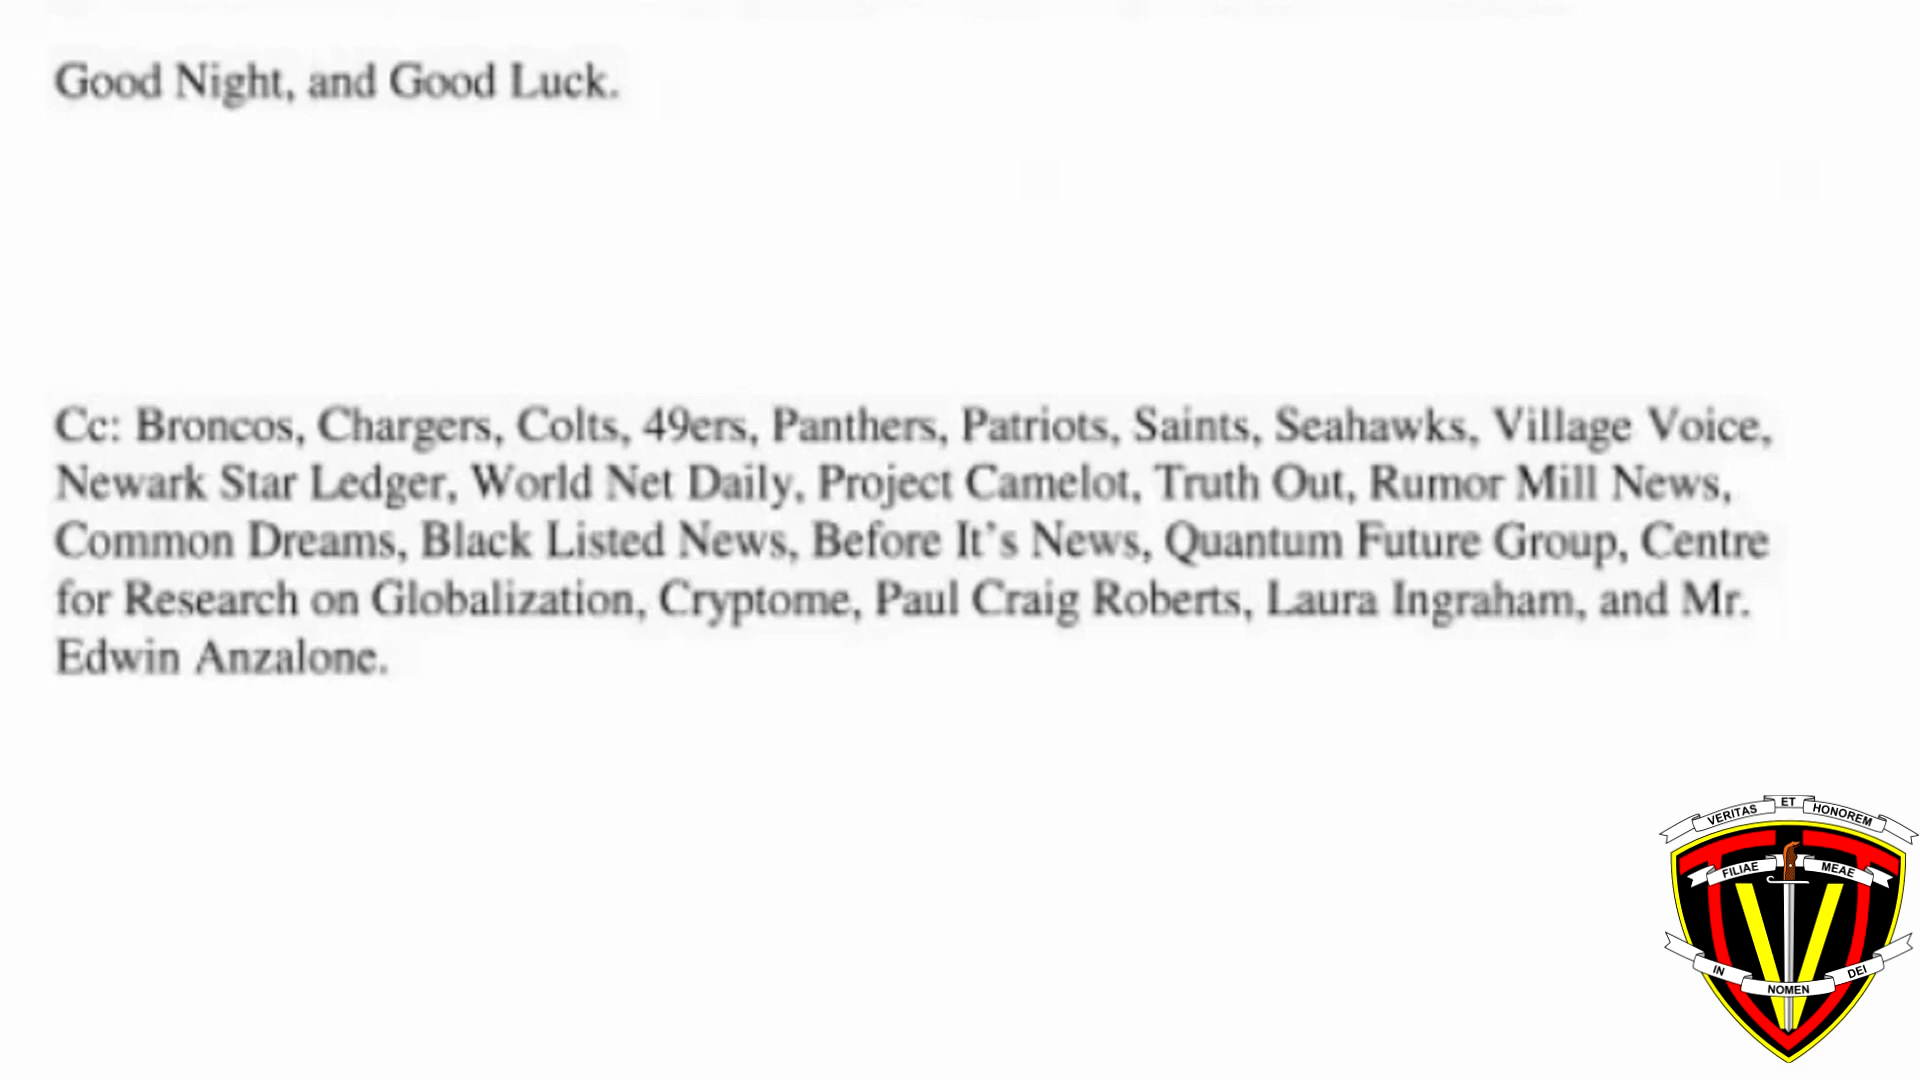 Good Night, and Good Luck.
Cc: Broncos, Chargers, Colts, 49ers, Panthers, Patriots, Saints, Seahawks, Village Voice,
Newark Star Ledger, World Net Daily, Project Camelot, Truth Out, Rumor Mill News,
Common Dreams, Black Listed News, Before It's News, Quantum Future Group, Centre
for Research on Globalization, Cryptome, Paul Craig Roberts, Laura Ingraham, and Mr.
Edwin Anzalone.
VERITAS ET HONOREM
FILIAE MEAE
IN NOMEN DEI